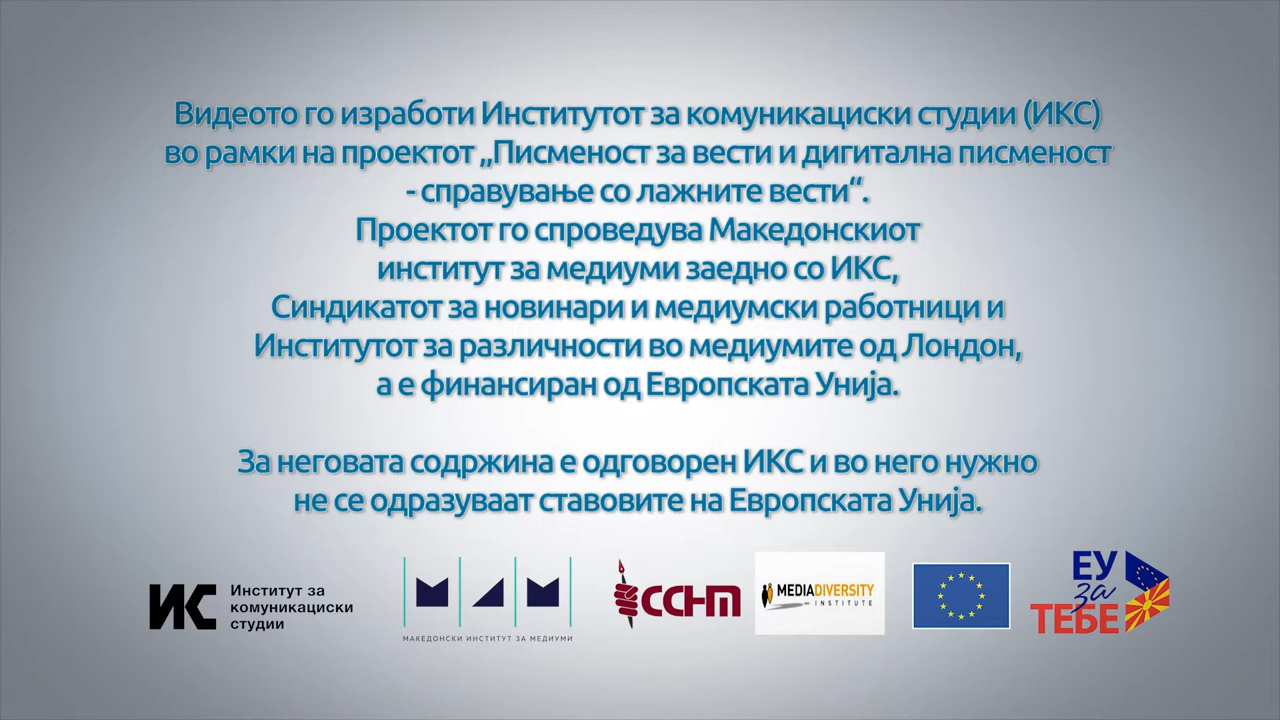 Видеото го изработи Институтот за комуникациски студии (ИКС)
во рамки на проектот „Писменост за вести и дигитална писменост
- справување со лажните вести“.
Проектот го спроведува Македонскиот
институт за медиуми заедно со ИКС,
Синдикатот за новинари и медиумски работници и
Институтот за различности во медиумите од Лондон,
а е финансиран од Европската Унија.
За неговата содржина е одговорен ИКС и во него нужно
не се одразуваат ставовите на Европската Унија.
ИКС
Институт за
комуникациски
студии
МИМ
МАКЕДОНСКИ ИНСТИТУТ ЗА МЕДИУМИ
ССНМ
MEDIADIVERSITY
INSTITUTE
ЕУ
за
ТЕБЕ